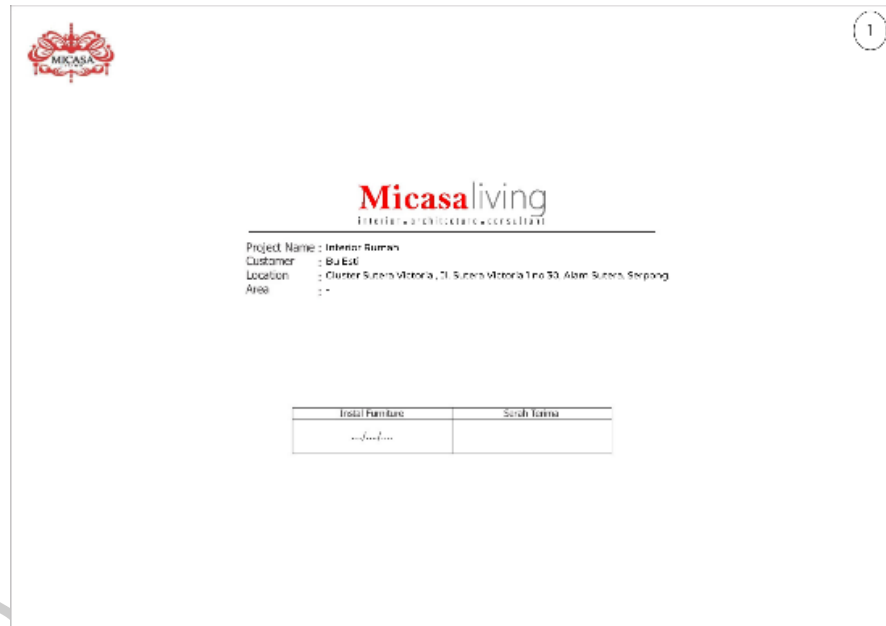 1
MICASA
Micasaliving
interior.architecture.consultant
Project Name : Interior Rumah
Customer : Bu Esti
Location : Cluster Sutera Victoria, Jl. Sutera Victoria 1 no 30, Alam Sutera, Serpong
Area : -
Instal Furniture Serah Terima
.../.../....